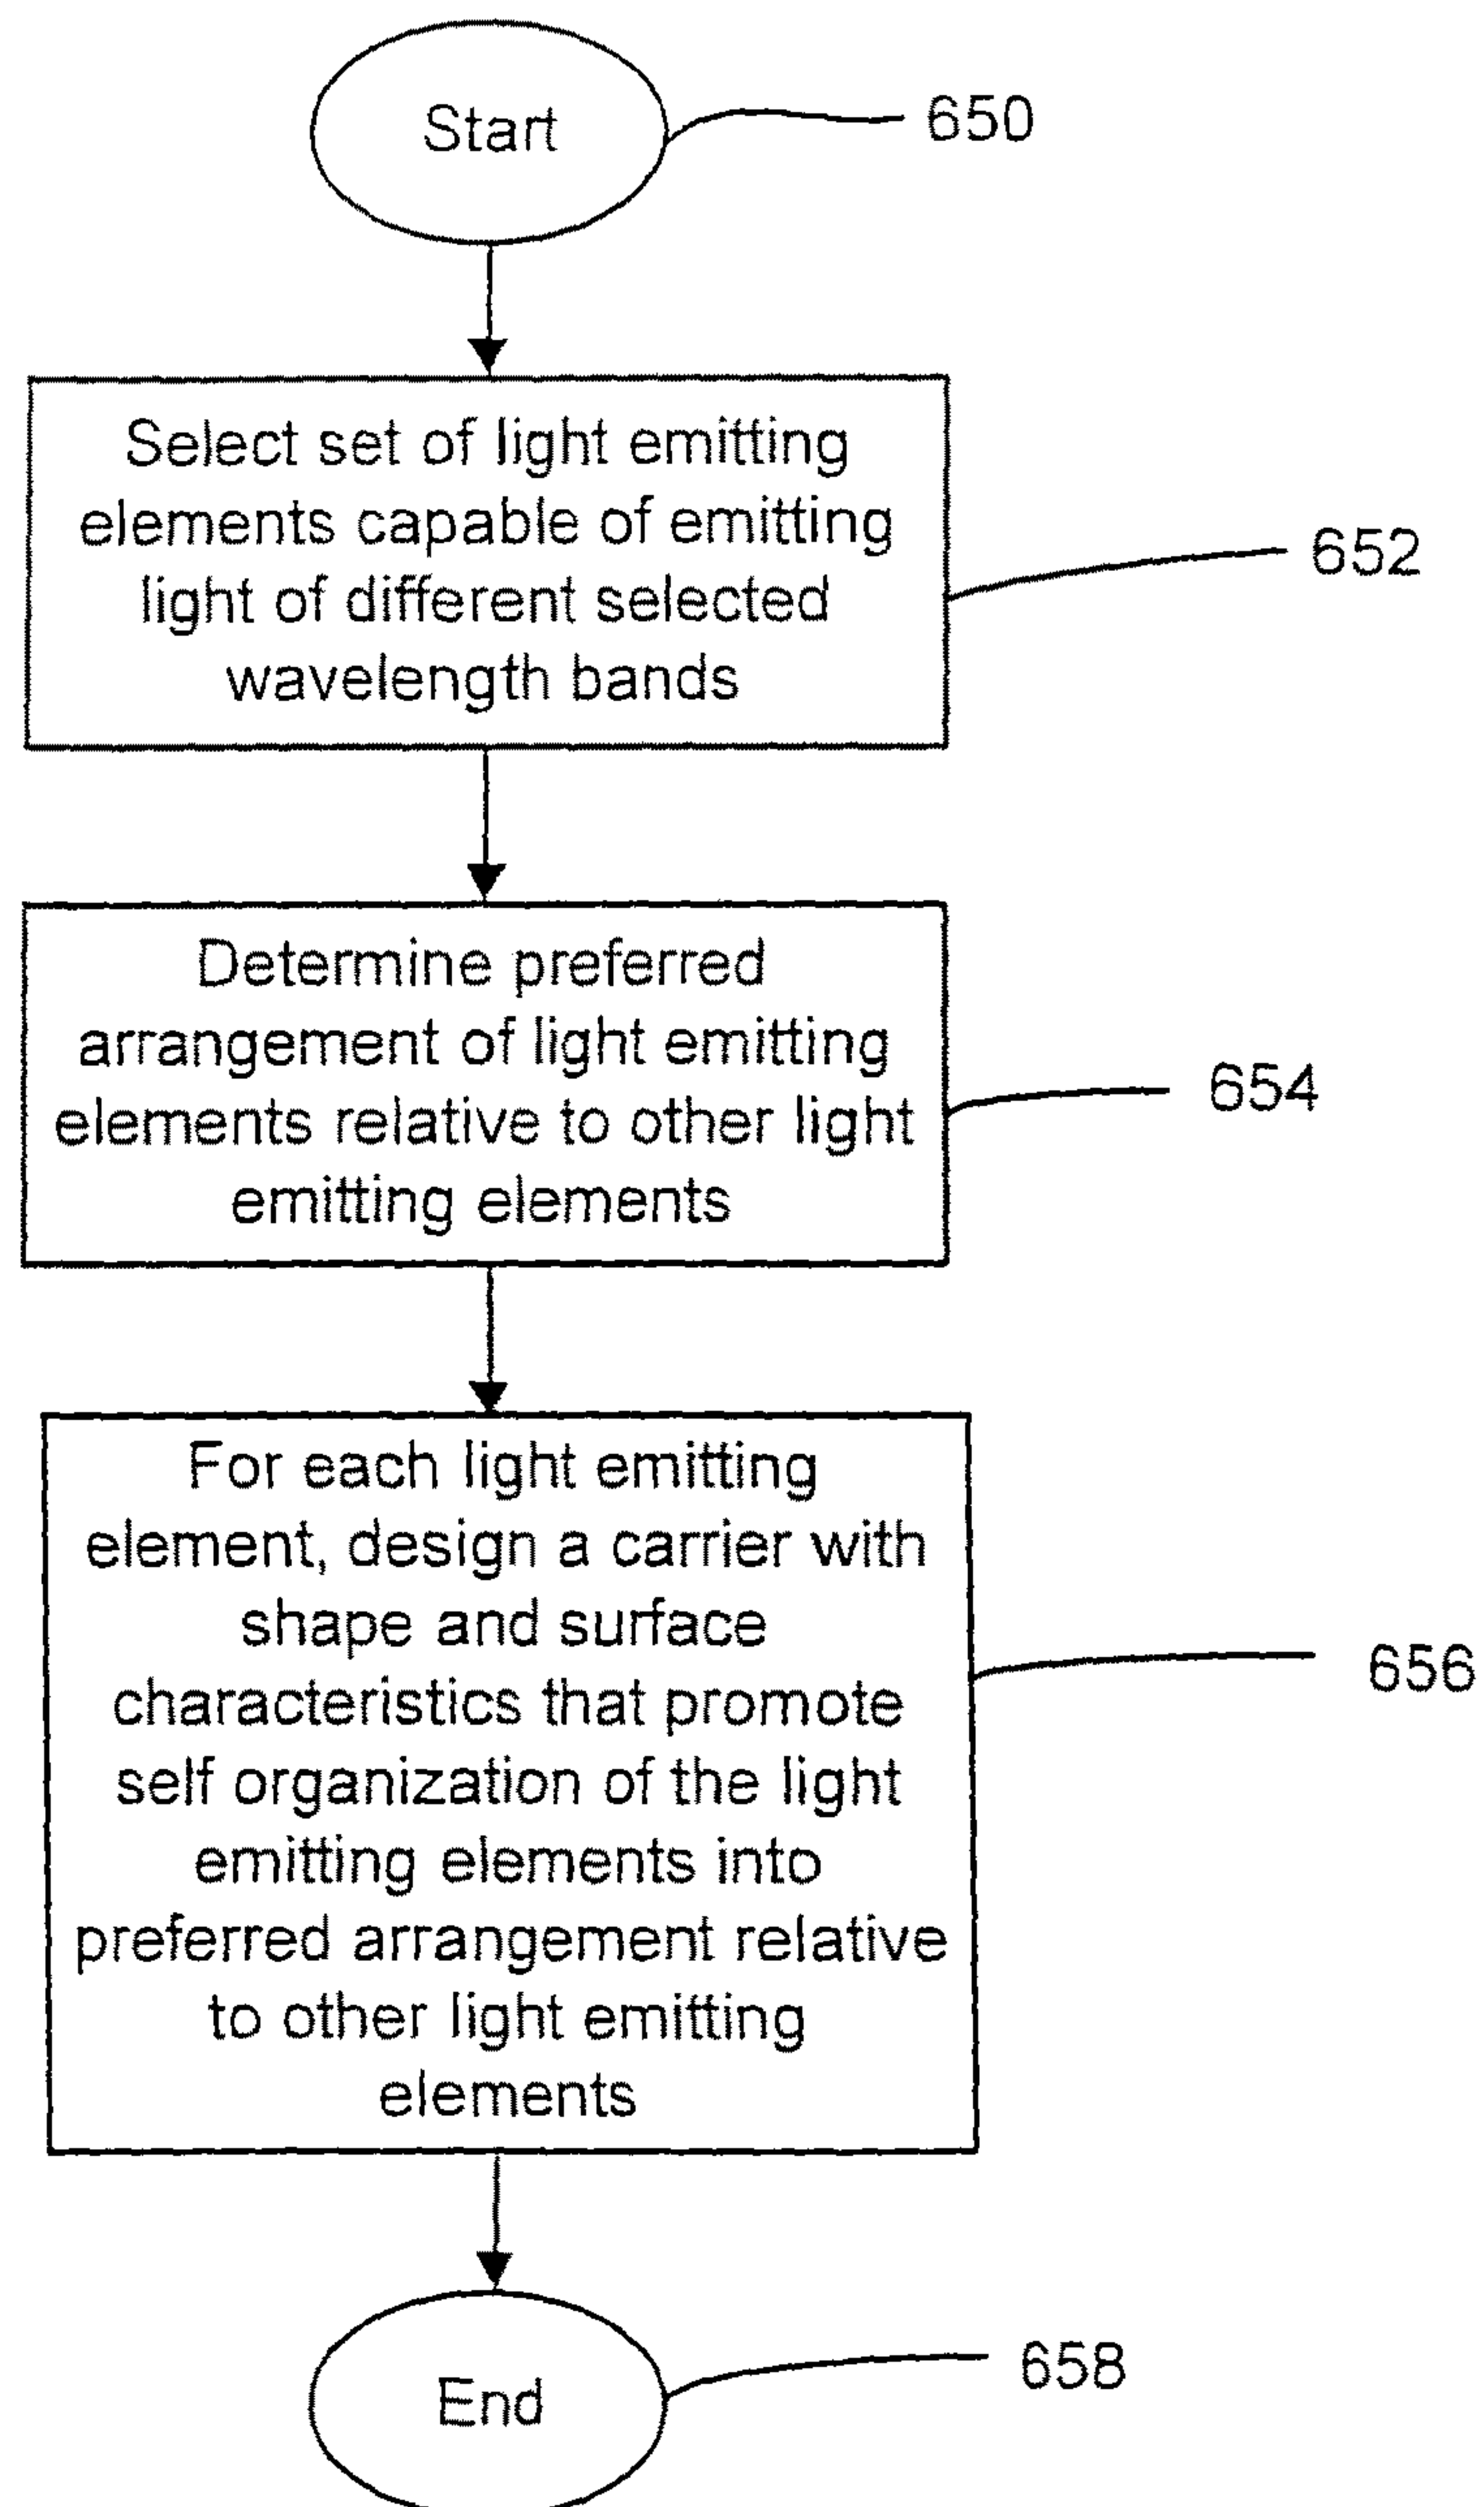 Start
650
Select set of light emitting
elements capable of emitting
light of different selected
wavelength bands
652
Determine preferred
arrangement of light emitting
elements relative to other light
emitting elements
654
For each light emitting
element, design a carrier with
shape and surface
characteristics that promote
self organization of the light
emitting elements into
preferred arrangement relative
to other light emitting
elements
656
End
658